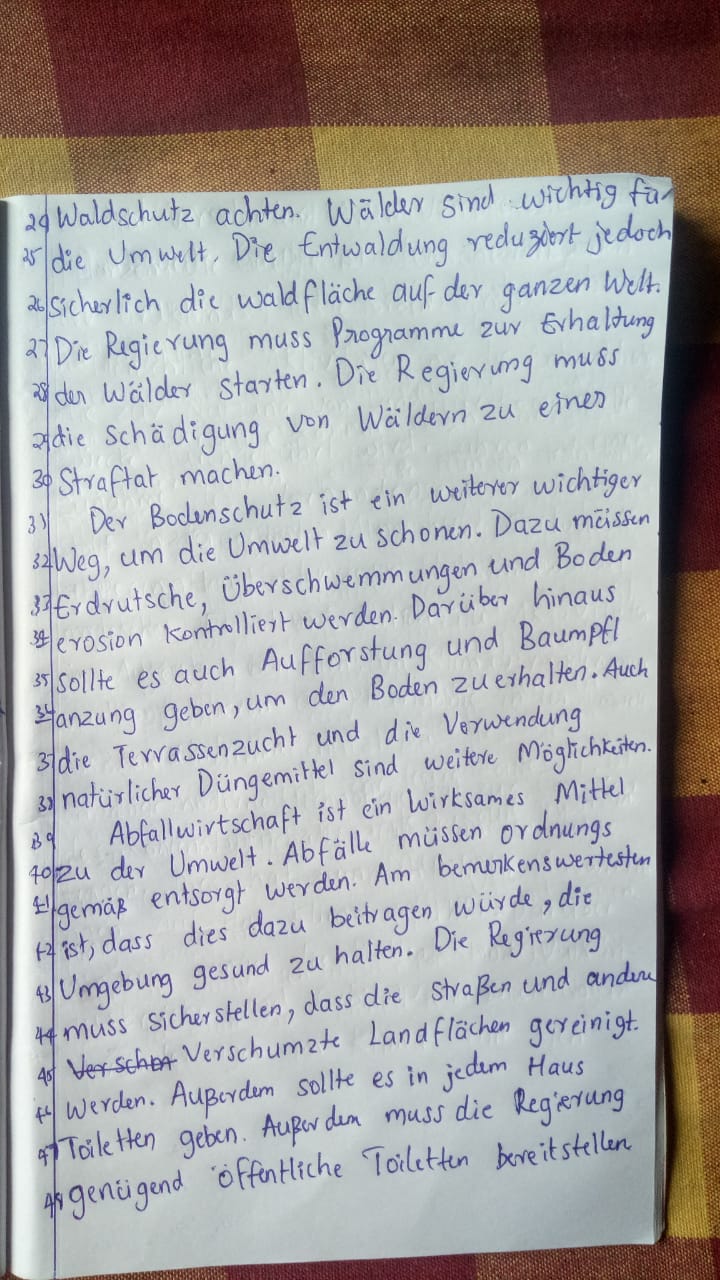 24 Waldschutz achten. Wälder sind wichtig für
25 die Umwelt. Die Entwaldung reduziert jedoch
26 sicherlich die waldfläche auf der ganzen Welt.
27 Die Regierung muss Programme zur Erhaltung
28 der Wälder starten. Die Regierung muss
29 die Schädigung von Wäldern zu einer
30 Straftat machen.
31 Der Bodenschutz ist ein weiterer wichtiger
32 Weg, um die Umwelt zu schonen. Dazu müssen
33 Erdrutsche, Überschwemmungen und Boden
34 erosion kontrolliert werden. Darüber hinaus
35 sollte es auch Aufforstung und Baumpfl
36 anzung geben, um den Boden zu erhalten. Auch
37 die Terrassenzucht und die Verwendung
38 natürlicher Düngemittel sind weitere Möglichkeiten.
39 Abfallwirtschaft ist ein wirksames Mittel
40 zu der Umwelt. Abfälle müssen ordnungs
41 gemäß entsorgt werden. Am bemerkenswertesten
42 ist, dass dies dazu beitragen würde, die
43 Umgebung gesund zu halten. Die Regierung
44 muss sicherstellen, dass die straßen und andere
45 Verschumzte Landflächen gereinigt.
46 werden. Außerdem sollte es in jedem Haus
47 Toiletten geben. Außerdem muss die Regierung
48 genügend öffentliche Toiletten bereitstellen